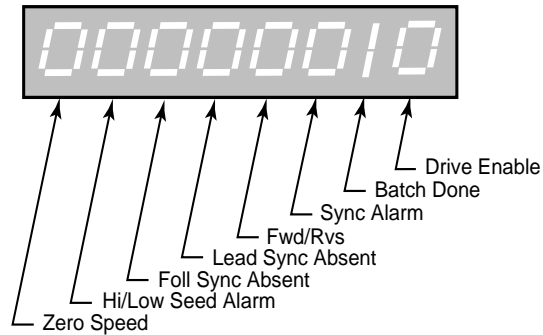 00000010
Drive Enable
Batch Done
Sync Alarm
Fwd/Rvs
Lead Sync Absent
Foll Sync Absent
Hi/Low Seed Alarm
Zero Speed